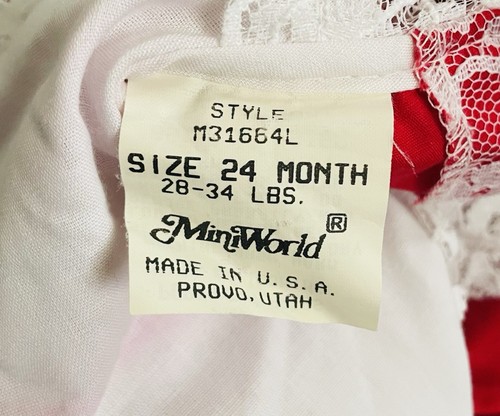 STYLE
M31664L
SIZE 24 MONTH
28-34 LBS.
MiniWorld ®
MADE IN U.S.A.
PROVO, UTAH